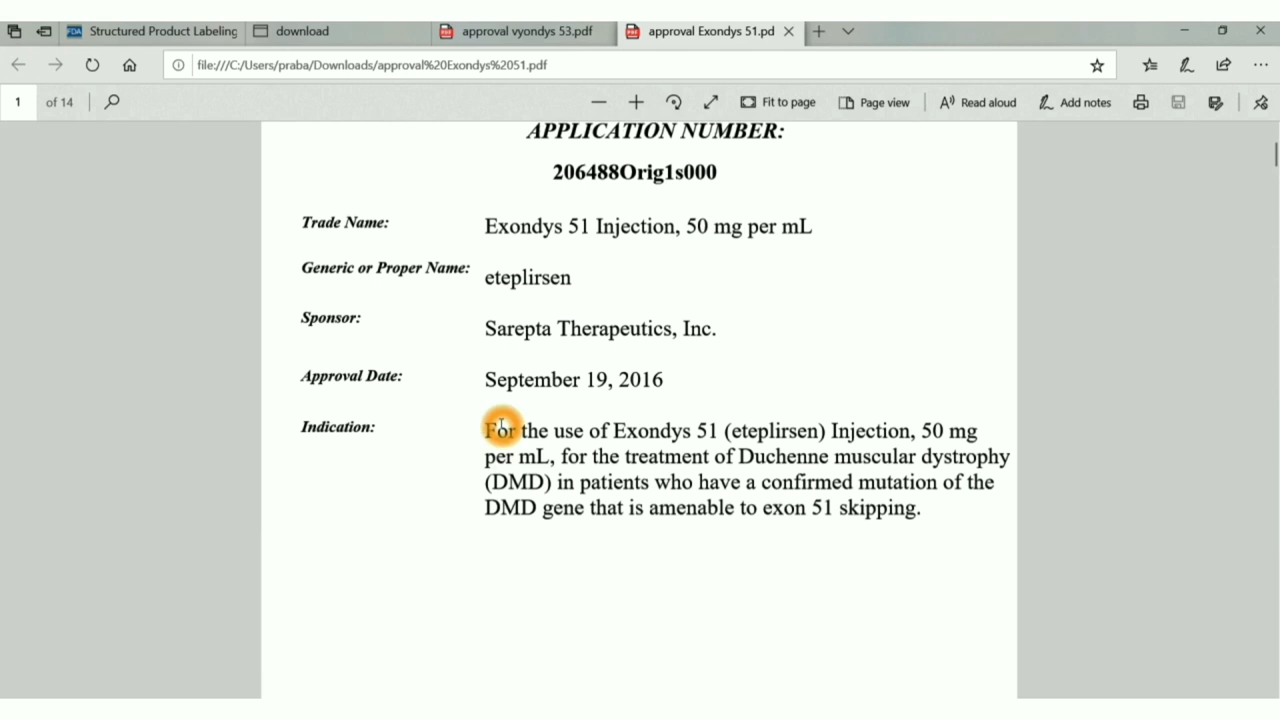 FDA Structured Product Labeling download approval vyondys 53.pdf approval Exondys 51.pd
file:///C:/Users/praba/Downloads/approval%20Exondys%2051.pdf
1 of 14 Fit to page Page view Read aloud Add notes
APPLICATION NUMBER:
206488Orig1s000
Trade Name: Exondys 51 Injection, 50 mg per mL
Generic or Proper Name: eteplirsen
Sponsor: Sarepta Therapeutics, Inc.
Approval Date: September 19, 2016
Indication: For the use of Exondys 51 (eteplirsen) Injection, 50 mg
per mL, for the treatment of Duchenne muscular dystrophy
(DMD) in patients who have a confirmed mutation of the
DMD gene that is amenable to exon 51 skipping.